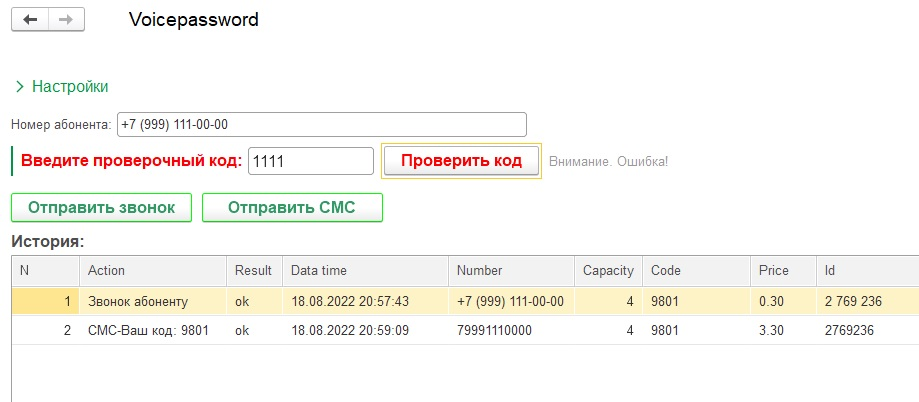 Voicepassword
Настройки
Номер абонента: +7 (999) 111-00-00
Введите проверочный код: 1111 Проверить код Внимание. Ошибка!
Отправить звонок Отправить СМС
История:
N Action Result Data time Number Capacity Code Price Id
1 Звонок абоненту ok 18.08.2022 20:57:43 +7 (999) 111-00-00 4 9801 0.30 2 769 236
2 СМС-Ваш код: 9801 ok 18.08.2022 20:59:09 79991110000 4 9801 3.30 2769236